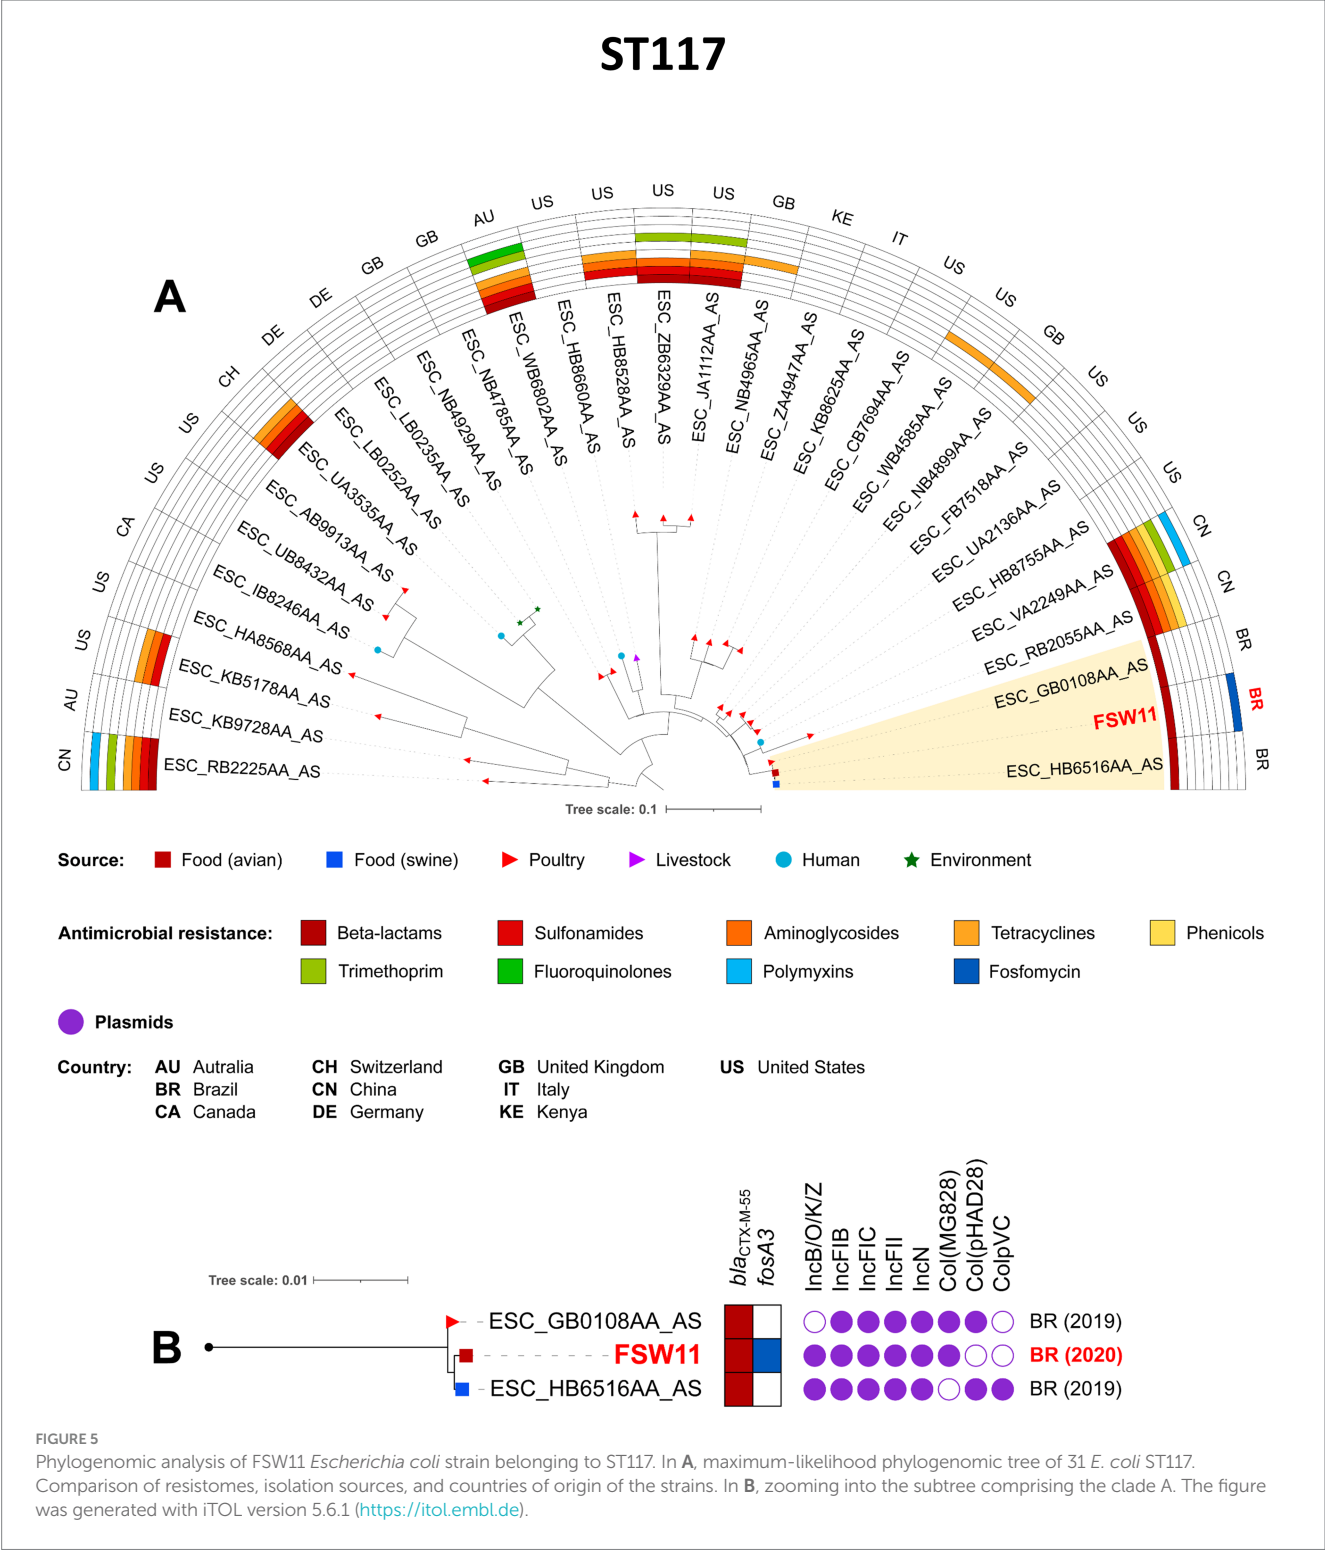 ST117
A
CN
AU
US
US
CA
US
US
CH
DE
DE
GB
GB
AU
US
US
US
US
GB
KE
IT
US
US
GB
US
US
US
CN
CN
BR
BR
BR
ESC_RB2225AA_AS
ESC_KB9728AA_AS
ESC_KB5178AA_AS
ESC_HA8568AA_AS
ESC_IB8246AA_AS
ESC_UB8432AA_AS
ESC_AB9913AA_AS
ESC_UA3535AA_AS
ESC_LB0252AA_AS
ESC_LB0235AA_AS
ESC_NB4929AA_AS
ESC_NB4785AA_AS
ESC_WB6802AA_AS
ESC_HB8660AA_AS
ESC_HB8528AA_AS
ESC_ZB6329AA_AS
ESC_JA1112AA_AS
ESC_NB4965AA_AS
ESC_ZA4947AA_AS
ESC_KB8625AA_AS
ESC_CB7694AA_AS
ESC_WB4585AA_AS
ESC_NB4899AA_AS
ESC_FB7518AA_AS
ESC_UA2136AA_AS
ESC_HB8755AA_AS
ESC_VA2249AA_AS
ESC_RB2055AA_AS
ESC_GB0108AA_AS
FSW11
ESC_HB6516AA_AS
Tree scale: 0.1
Source: Food (avian) Food (swine) Poultry Livestock Human Environment
Antimicrobial resistance: Beta-lactams Sulfonamides Aminoglycosides Tetracyclines Phenicols
Trimethoprim Fluoroquinolones Polymyxins Fosfomycin
Plasmids
Country: AU Autralia CH Switzerland GB United Kingdom US United States
BR Brazil CN China IT Italy
CA Canada DE Germany KE Kenya
B
Tree scale: 0.01
blaCTX-M-55
fosA3
IncB/O/K/Z
IncFIB
IncFIC
IncFII
IncN
Col(MG828)
Col(pHAD28)
ColpVC
ESC_GB0108AA_AS BR (2019)
FSW11 BR (2020)
ESC_HB6516AA_AS BR (2019)
FIGURE 5
Phylogenomic analysis of FSW11 Escherichia coli strain belonging to ST117. In A, maximum-likelihood phylogenomic tree of 31 E. coli ST117.
Comparison of resistomes, isolation sources, and countries of origin of the strains. In B, zooming into the subtree comprising the clade A. The figure
was generated with iTOL version 5.6.1 (https://itol.embl.de).